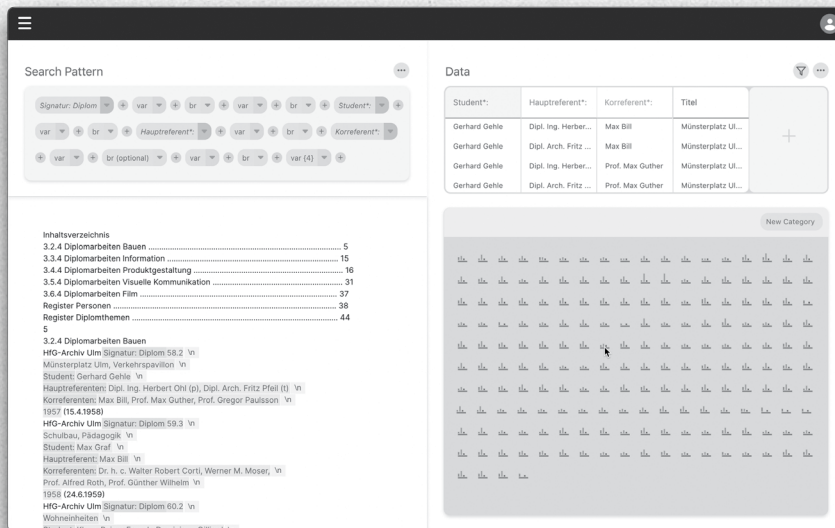 Search Pattern
Signatur: Diplom var br var br Student*:
var br Hauptreferent*: var br Korreferent*:
var br (optional) var br var {4}
Inhaltsverzeichnis
3.2.4 Diplomarbeiten Bauen ........ 5
3.3.4 Diplomarbeiten Information ........ 15
3.4.4 Diplomarbeiten Produktgestaltung ........ 16
3.5.4 Diplomarbeiten Visuelle Kommunikation ........ 31
3.6.4 Diplomarbeiten Film ........ 37
Register Personen ........ 38
Register Diplomthemen ........ 44
5
3.2.4 Diplomarbeiten Bauen
HfG-Archiv Ulm Signatur: Diplom 58.2 \n
Münsterplatz Ulm, Verkehrspavillon \n
Student: Gerhard Gehle \n
Hauptreferenten: Dipl. Ing. Herbert Ohl (p), Dipl. Arch. Fritz Pfeil (t) \n
Korreferenten: Max Bill, Prof. Max Guther, Prof. Gregor Paulsson \n
1957 (15.4.1958)
HfG-Archiv Ulm Signatur: Diplom 59.3 \n
Schulbau, Pädagogik \n
Student: Max Graf \n
Hauptreferent: Max Bill \n
Korreferenten: Dr. h. c. Walter Robert Corti, Werner M. Moser, \n
Prof. Alfred Roth, Prof. Günther Wilhelm \n
1958 (24.6.1959)
HfG-Archiv Ulm Signatur: Diplom 60.2 \n
Wohneinheiten \n
Data
Student*: Hauptreferent*: Korreferent*: Titel
Gerhard Gehle Dipl. Ing. Herber... Max Bill Münsterplatz Ul...
Gerhard Gehle Dipl. Arch. Fritz ... Max Bill Münsterplatz Ul...
Gerhard Gehle Dipl. Ing. Herber... Prof. Max Guther Münsterplatz Ul...
Gerhard Gehle Dipl. Arch. Fritz ... Prof. Max Guther Münsterplatz Ul...
New Category